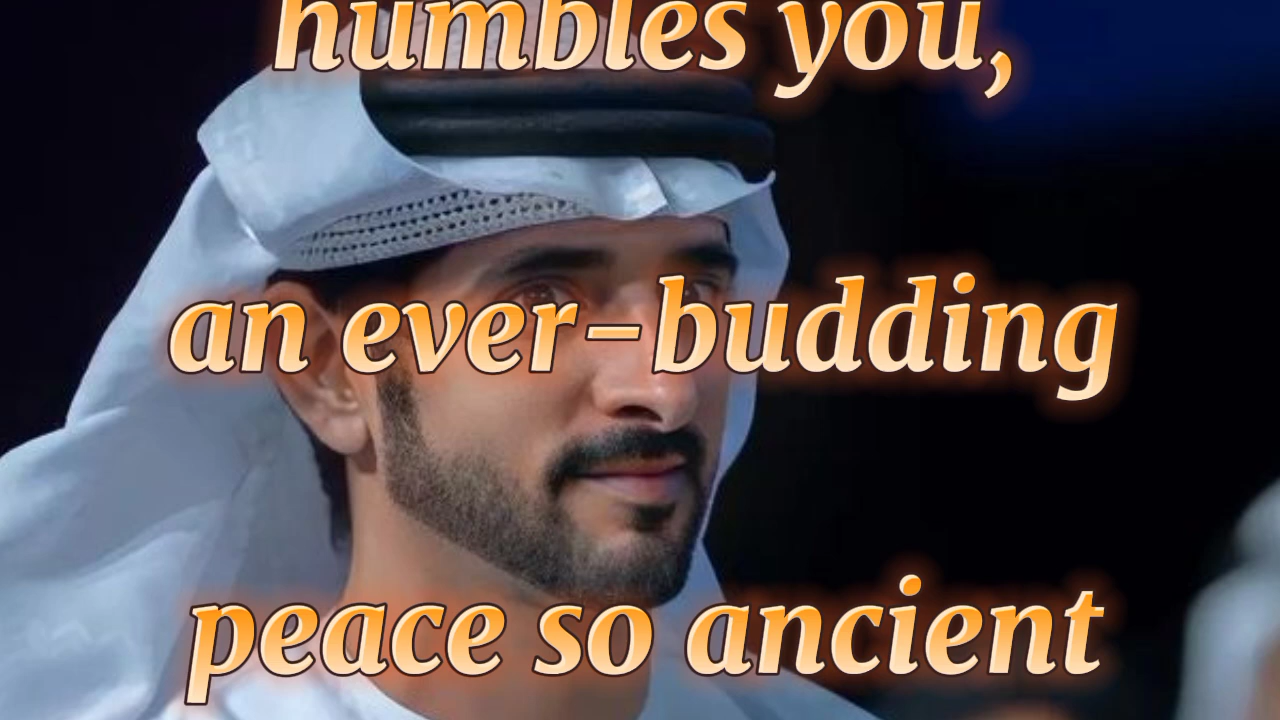 humbles you,
an ever-budding
peace so ancient